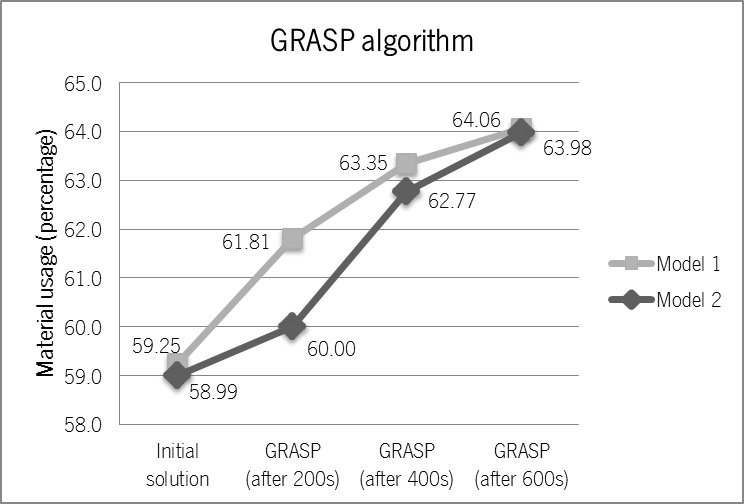 GRASP algorithm
Material usage (percentage)
65.0
64.0
63.0
62.0
61.0
60.0
59.0
58.0
59.25
61.81
63.35
64.06
58.99
60.00
62.77
63.98
Initial
solution
GRASP
(after 200s)
GRASP
(after 400s)
GRASP
(after 600s)
Model 1
Model 2